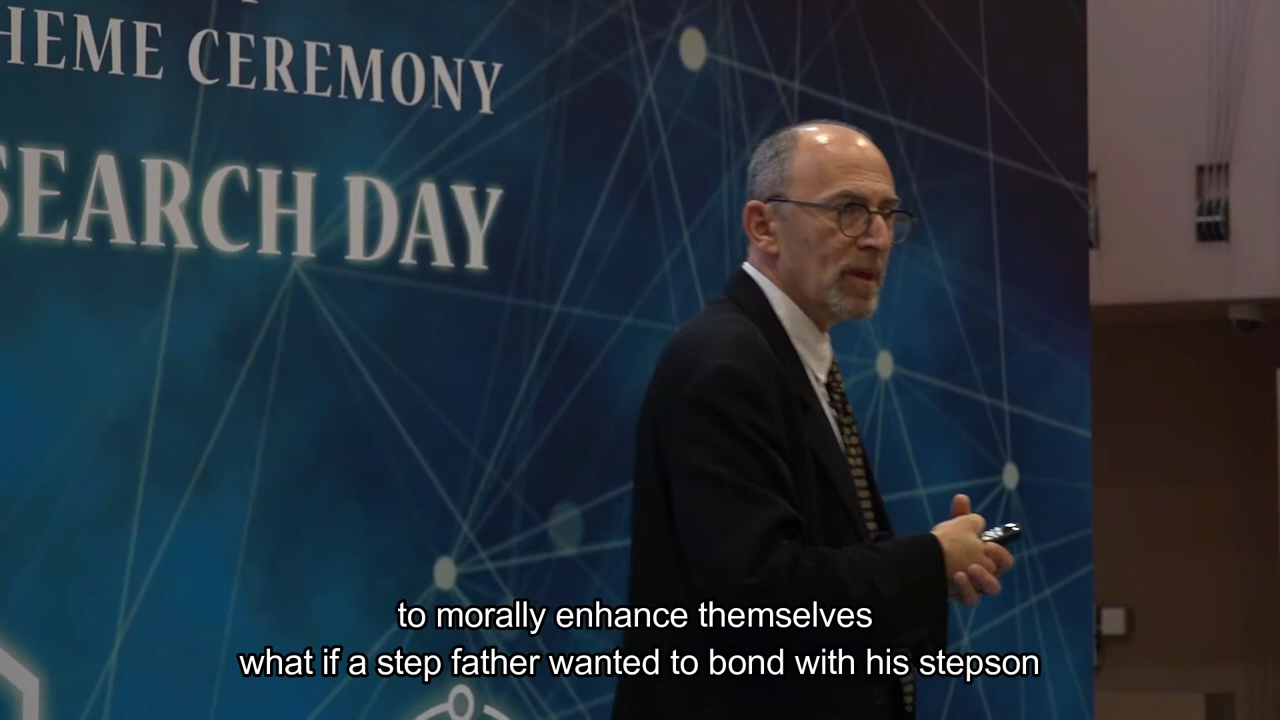 HEME CEREMONY
SEARCH DAY
to morally enhance themselves
what if a step father wanted to bond with his stepson